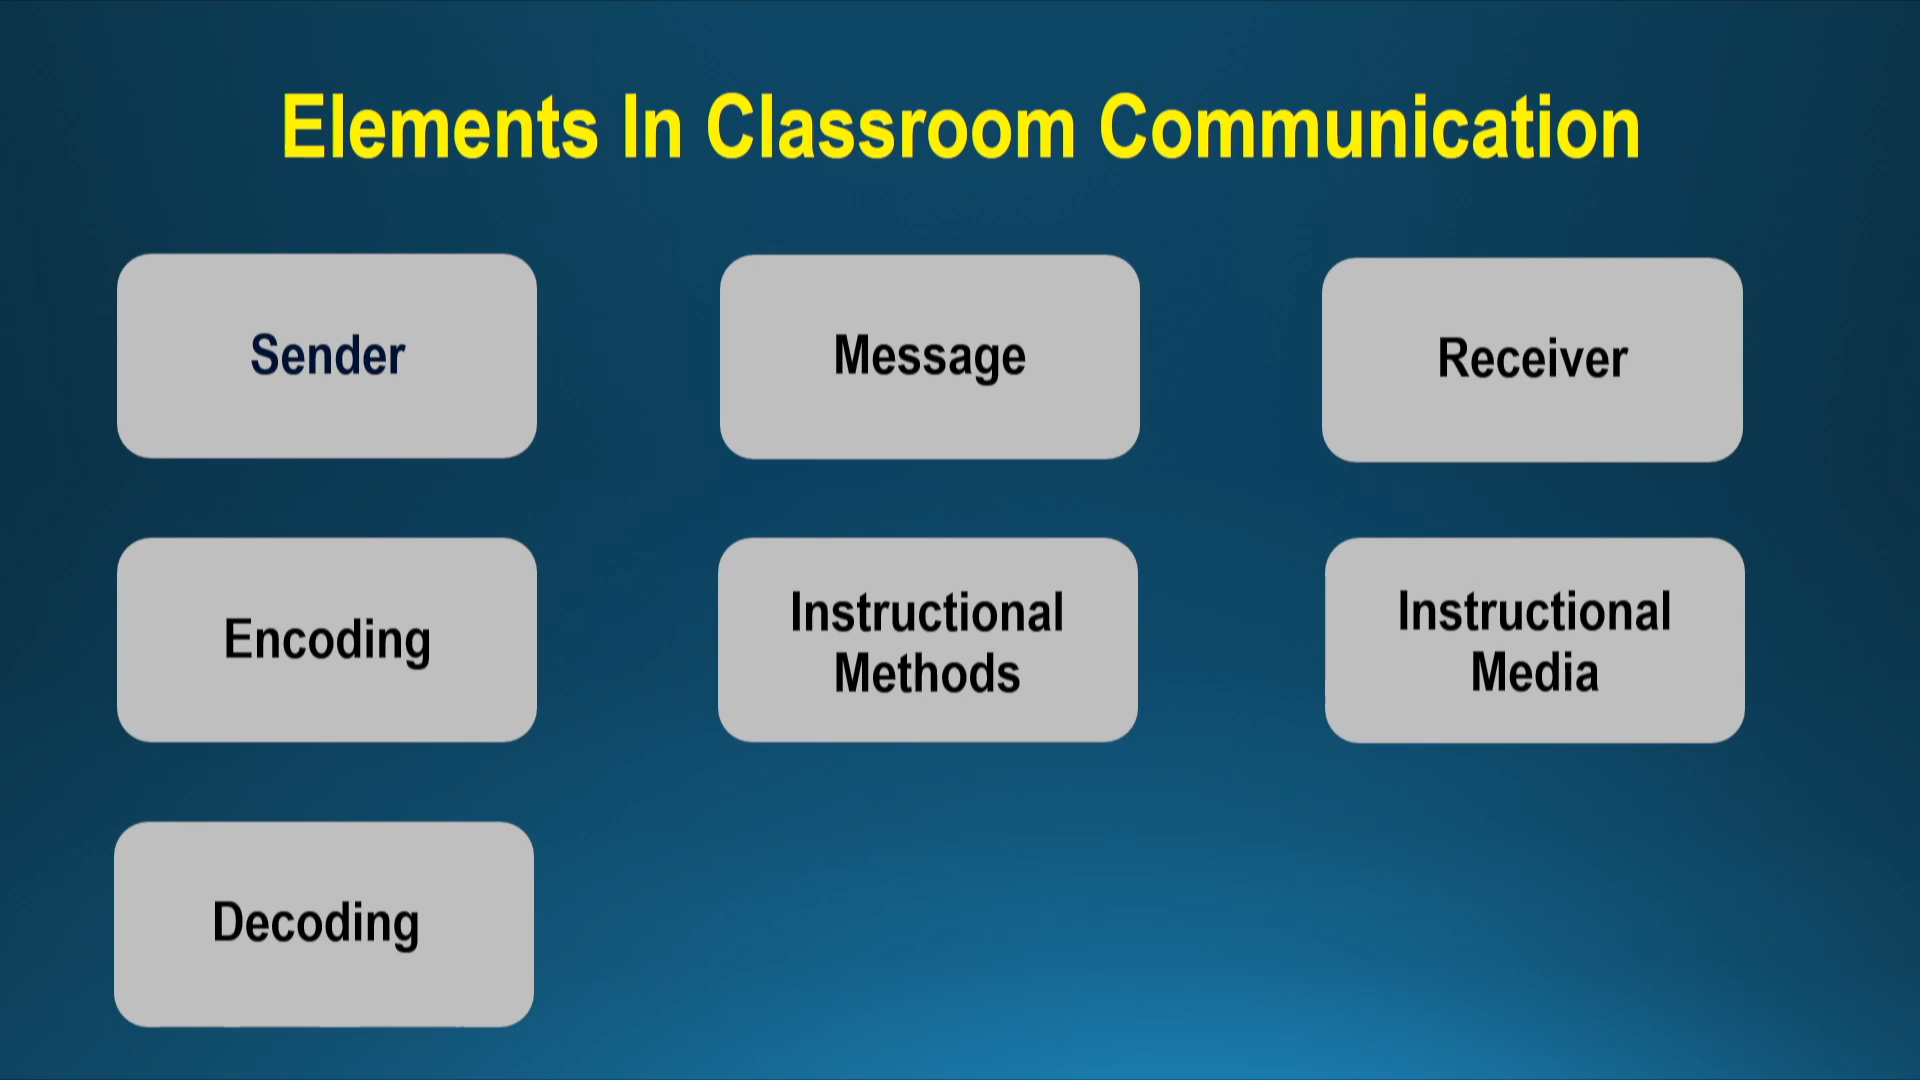 Elements In Classroom Communication
Sender
Message
Receiver
Encoding
Instructional
Methods
Instructional
Media
Decoding